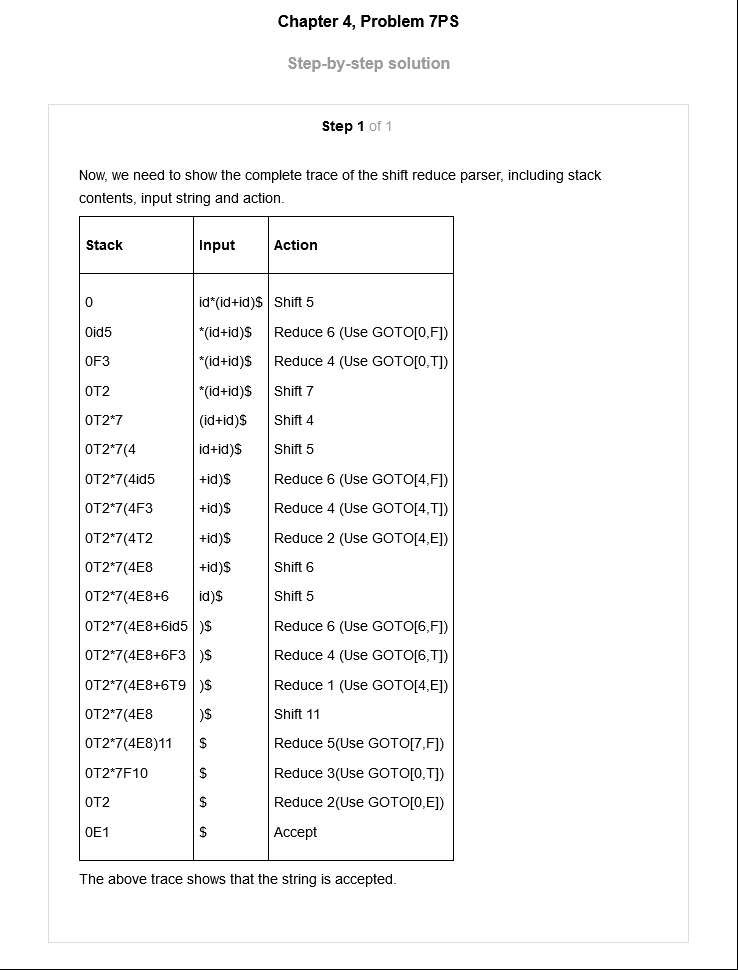 Chapter 4, Problem 7PS
Step-by-step solution
Step 1 of 1
Now, we need to show the complete trace of the shift reduce parser, including stack
contents, input string and action.
Stack Input Action
0 id*(id+id)$ Shift 5
0id5 *(id+id)$ Reduce 6 (Use GOTO[0,F])
0F3 *(id+id)$ Reduce 4 (Use GOTO[0,T])
0T2 *(id+id)$ Shift 7
0T2*7 (id+id)$ Shift 4
0T2*7(4 id+id)$ Shift 5
0T2*7(4id5 +id)$ Reduce 6 (Use GOTO[4,F])
0T2*7(4F3 +id)$ Reduce 4 (Use GOTO[4,T])
0T2*7(4T2 +id)$ Reduce 2 (Use GOTO[4,E])
0T2*7(4E8 +id)$ Shift 6
0T2*7(4E8+6 id)$ Shift 5
0T2*7(4E8+6id5 )$ Reduce 6 (Use GOTO[6,F])
0T2*7(4E8+6F3 )$ Reduce 4 (Use GOTO[6,T])
0T2*7(4E8+6T9 )$ Reduce 1 (Use GOTO[4,E])
0T2*7(4E8 )$ Shift 11
0T2*7(4E8)11 $ Reduce 5(Use GOTO[7,F])
0T2*7F10 $ Reduce 3(Use GOTO[0,T])
0T2 $ Reduce 2(Use GOTO[0,E])
0E1 $ Accept
The above trace shows that the string is accepted.